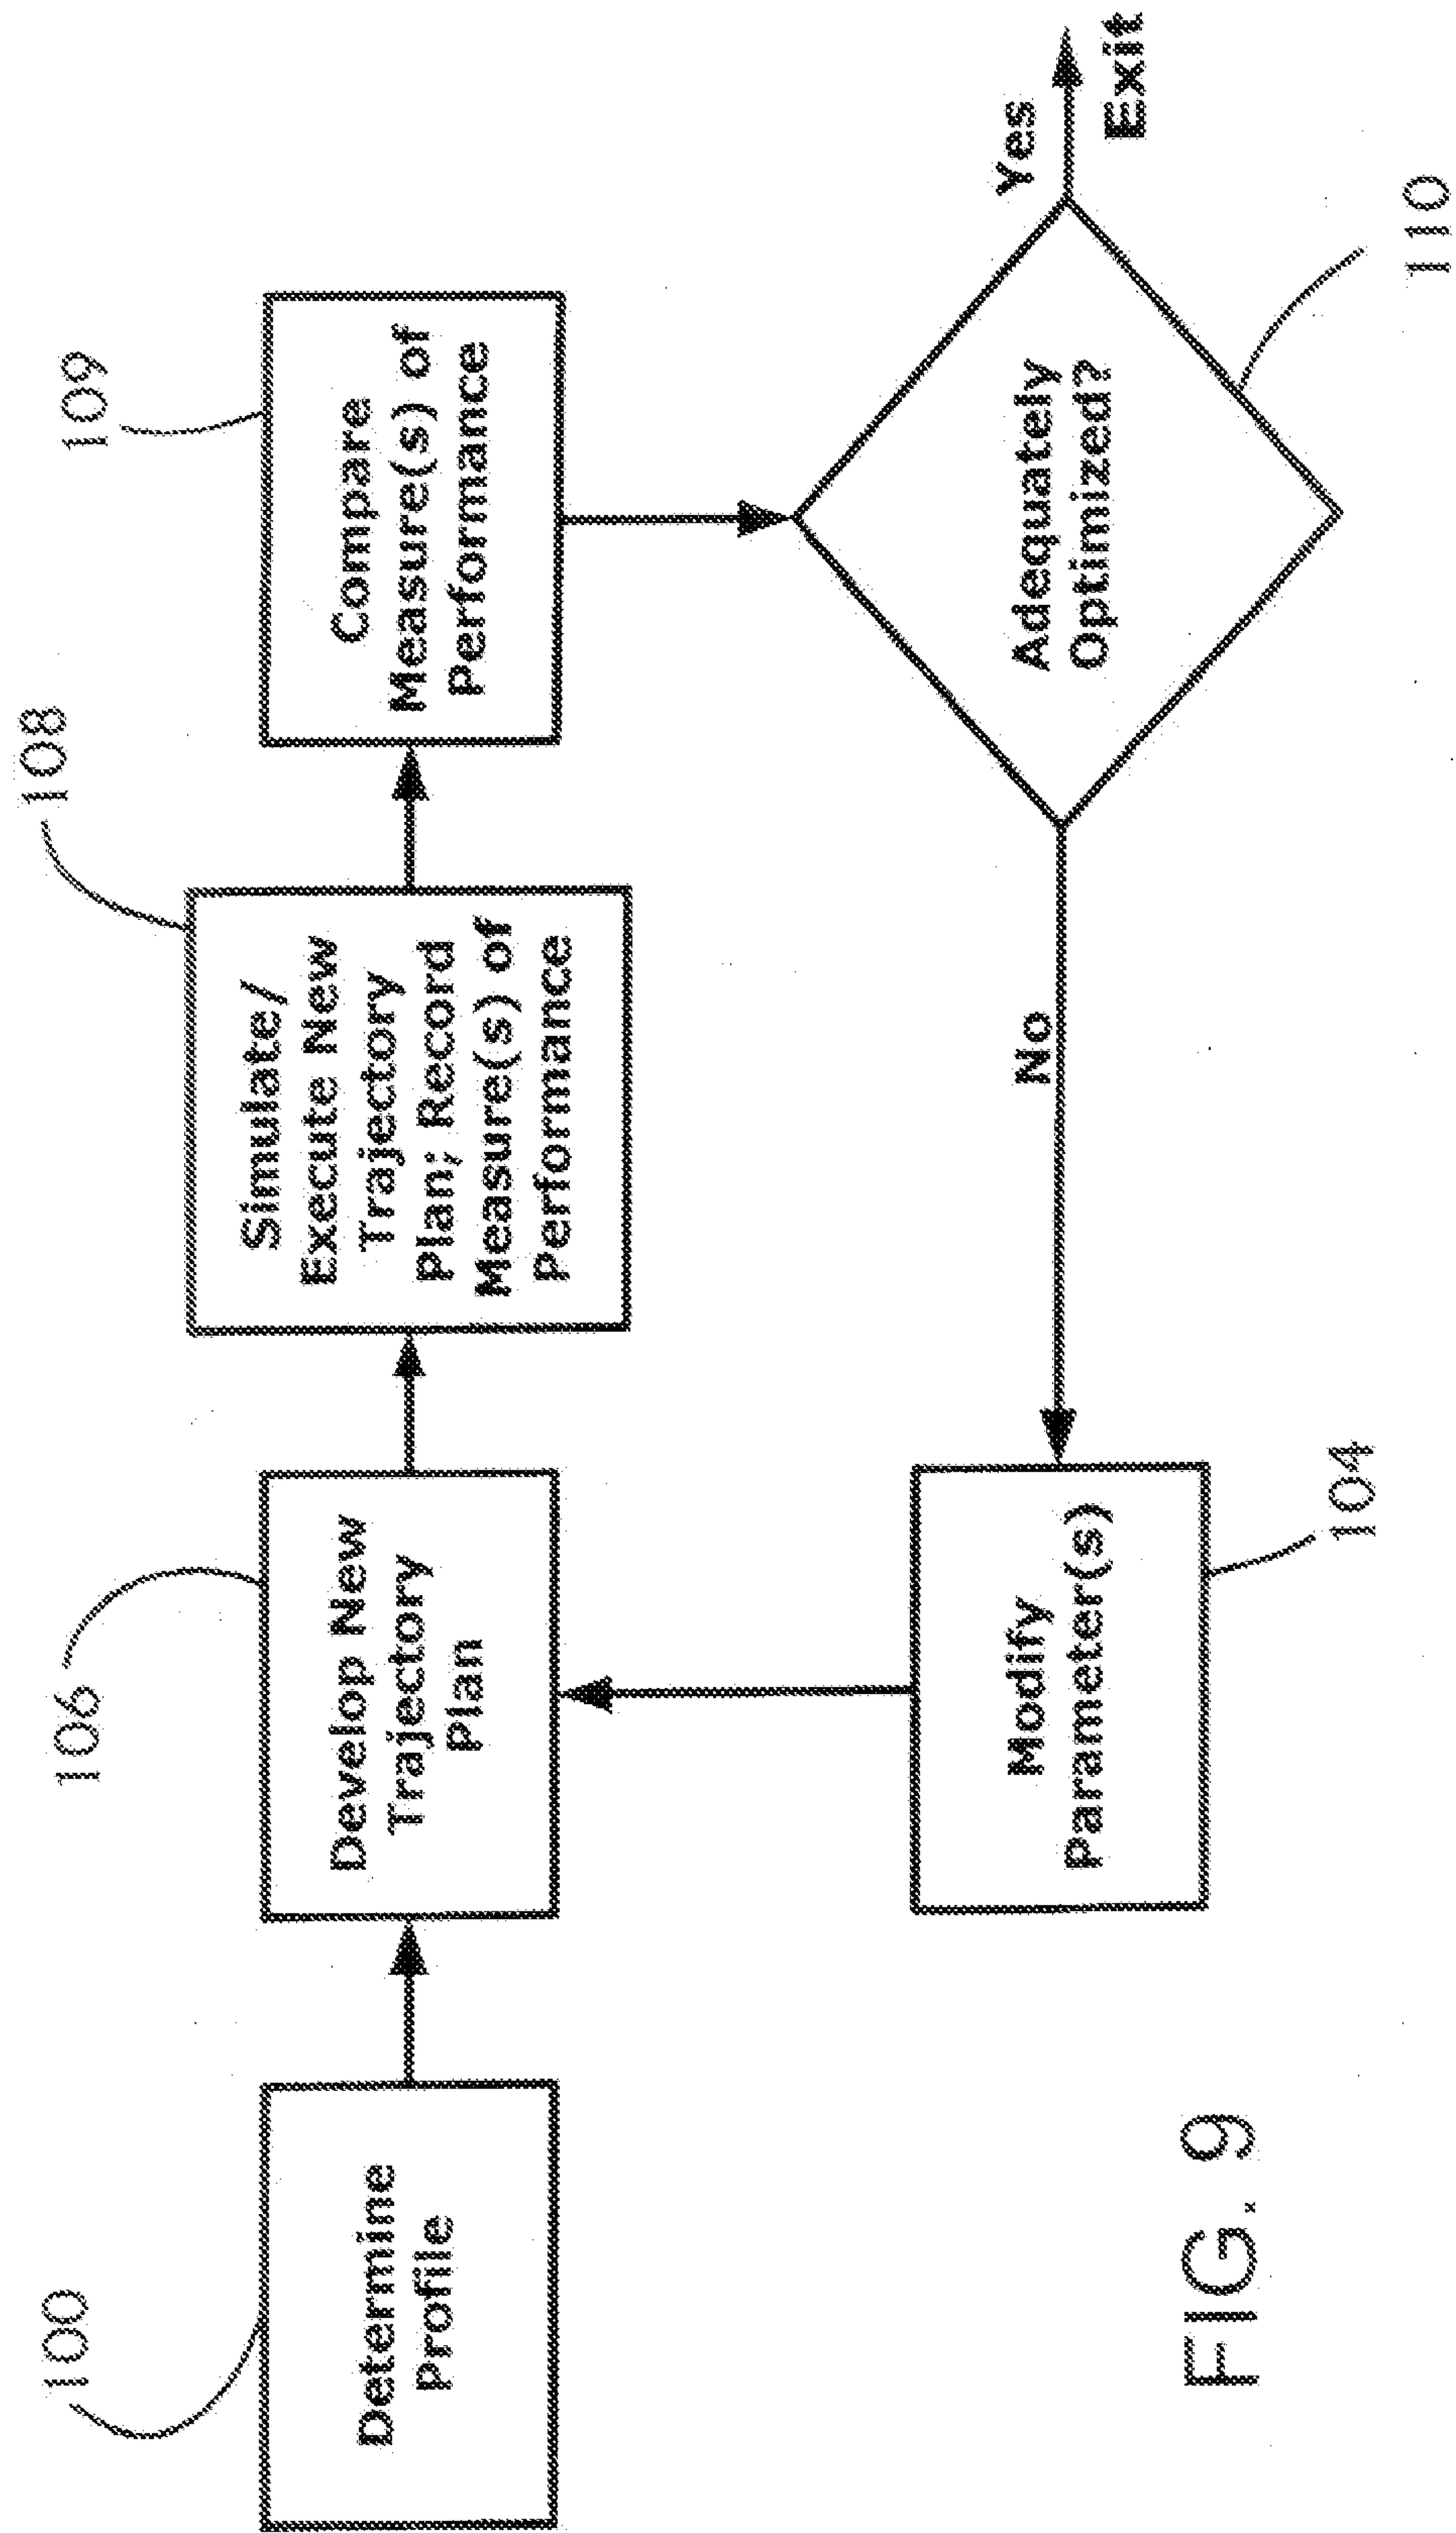 100
Determine
Profile
106
Develop New
Trajectory
Plan
108
Simulate/
Execute New
Trajectory
Plan; Record
Measure(s) of
Performance
109
Compare
Measure(s) of
Performance
Adequately
Optimized?
110
Yes
Exit
No
Modify
Parameter(s)
104
FIG. 9